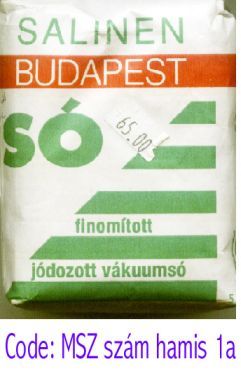 SALINEN
BUDAPEST
SÓ
65.00
finomított
jódozott vákuumsó
Code: MSZ szám hamis 1a